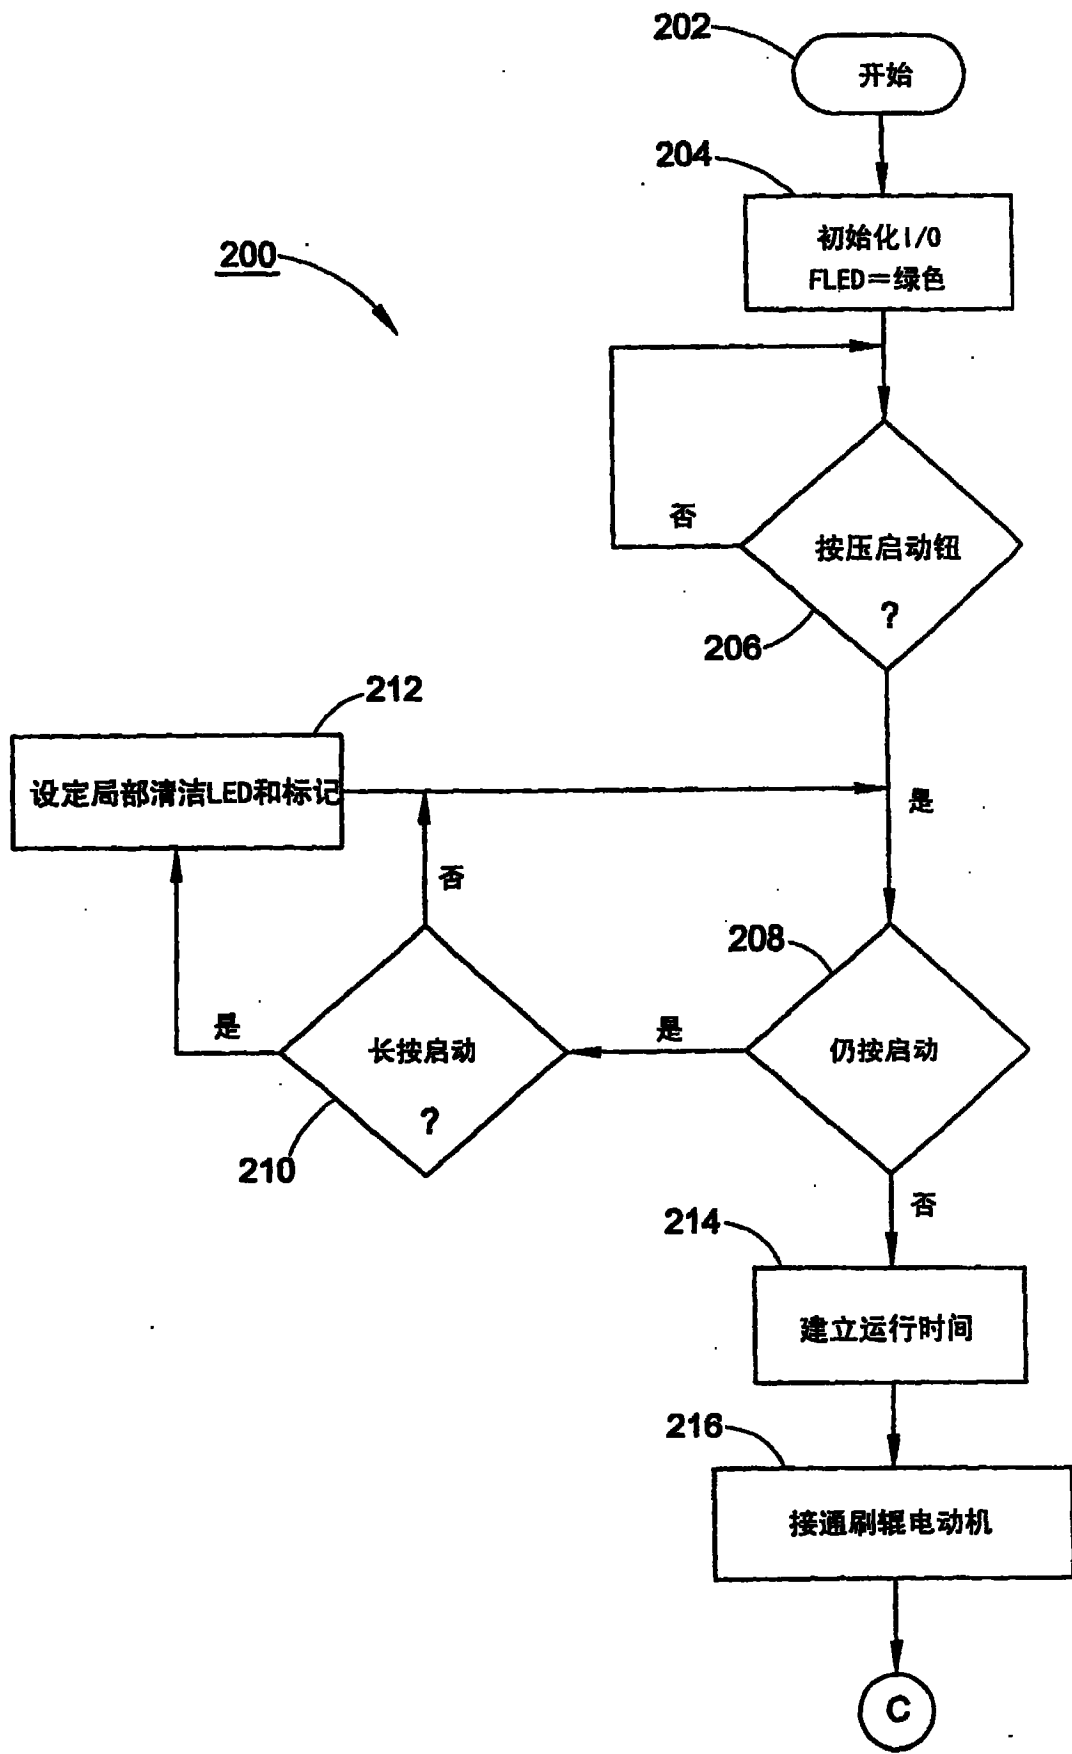 202
开始
204
初始化I/O
FLED=绿色
200
否
按压启动钮
?
206
212
设定局部清洁LED和标记
是
否
208
是
是
长按启动
?
仍按启动
210
否
214
建立运行时间
216
接通刷辊电动机
C